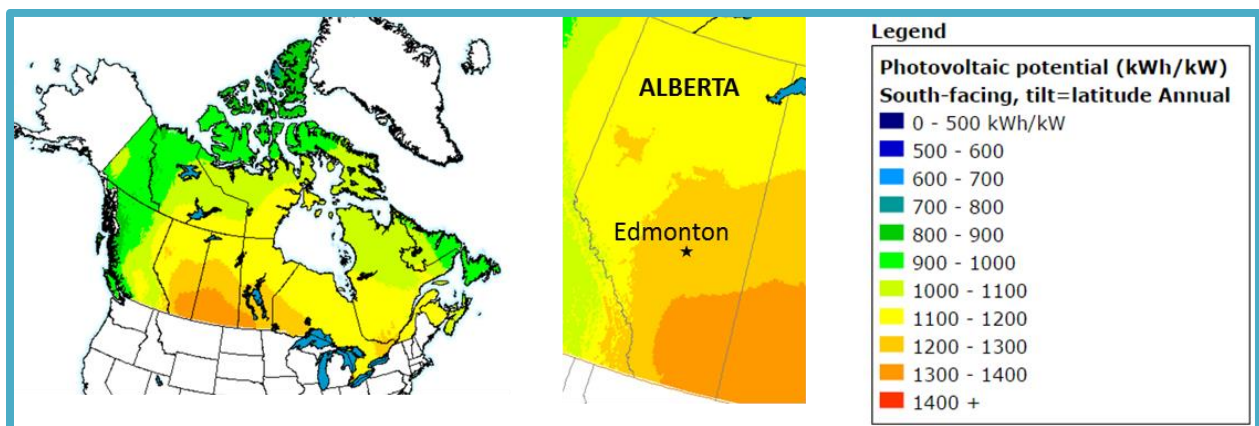 ALBERTA
Edmonton
Legend
Photovoltaic potential (kWh/kW)
South-facing, tilt=latitude Annual
0 - 500 kWh/kW
500 - 600
600 - 700
700 - 800
800 - 900
900 - 1000
1000 - 1100
1100 - 1200
1200 - 1300
1300 - 1400
1400 +